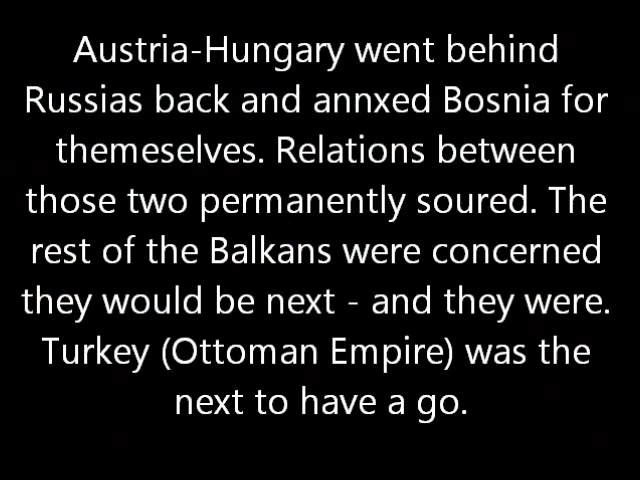 Austria-Hungary went behind
Russias back and annxed Bosnia for
themeselves. Relations between
those two permanently soured. The
rest of the Balkans were concerned
they would be next - and they were.
Turkey (Ottoman Empire) was the
next to have a go.